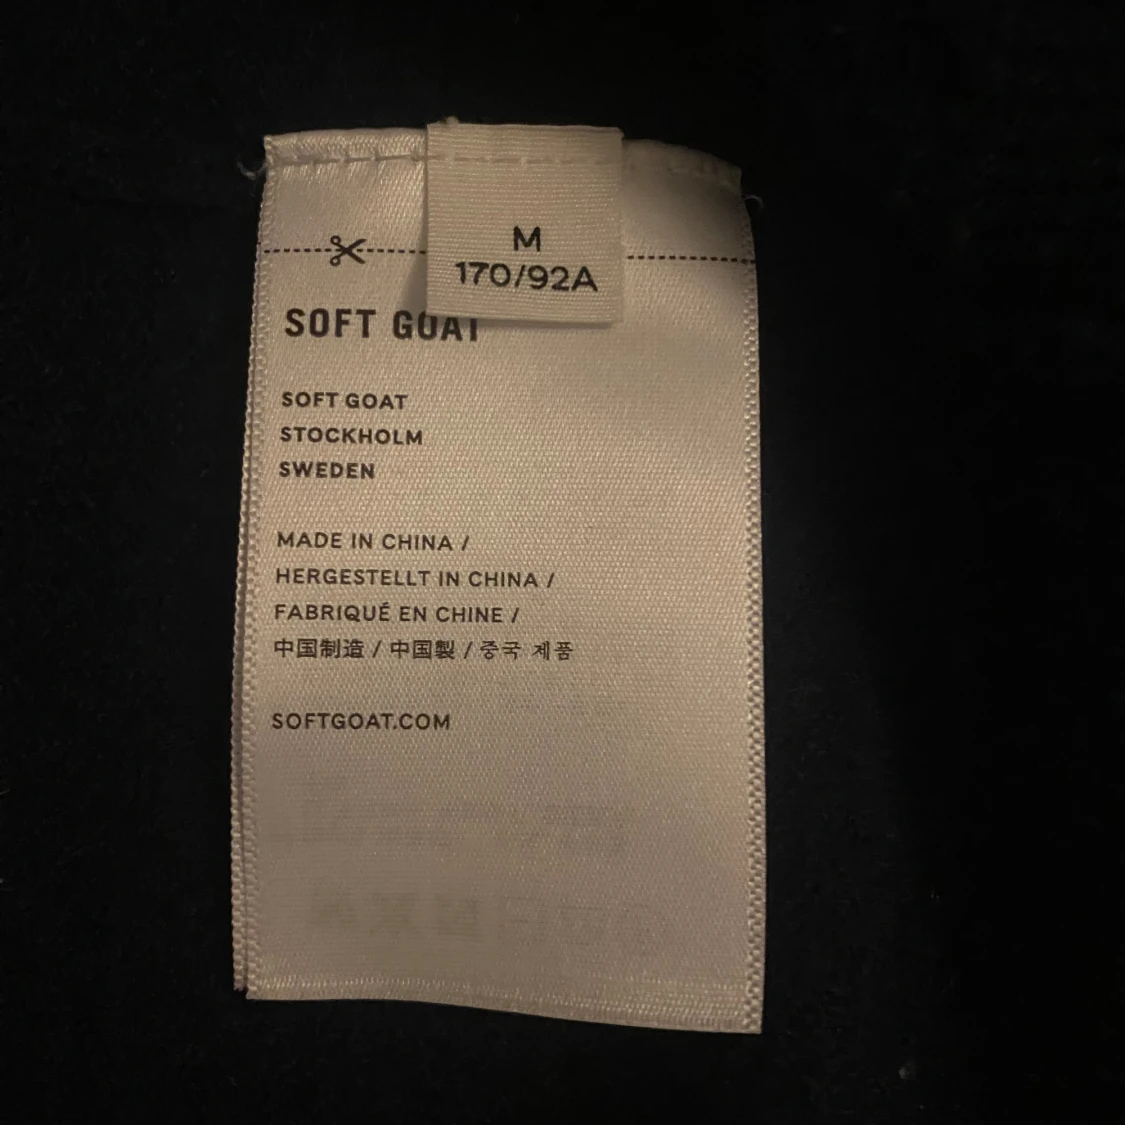 M
170/92A
SOFT GOAT
SOFT GOAT
STOCKHOLM
SWEDEN
MADE IN CHINA /
HERGESTELLT IN CHINA /
FABRIQUÉ EN CHINE /
中国制造 / 中国製 / 중국 제품
SOFTGOAT.COM